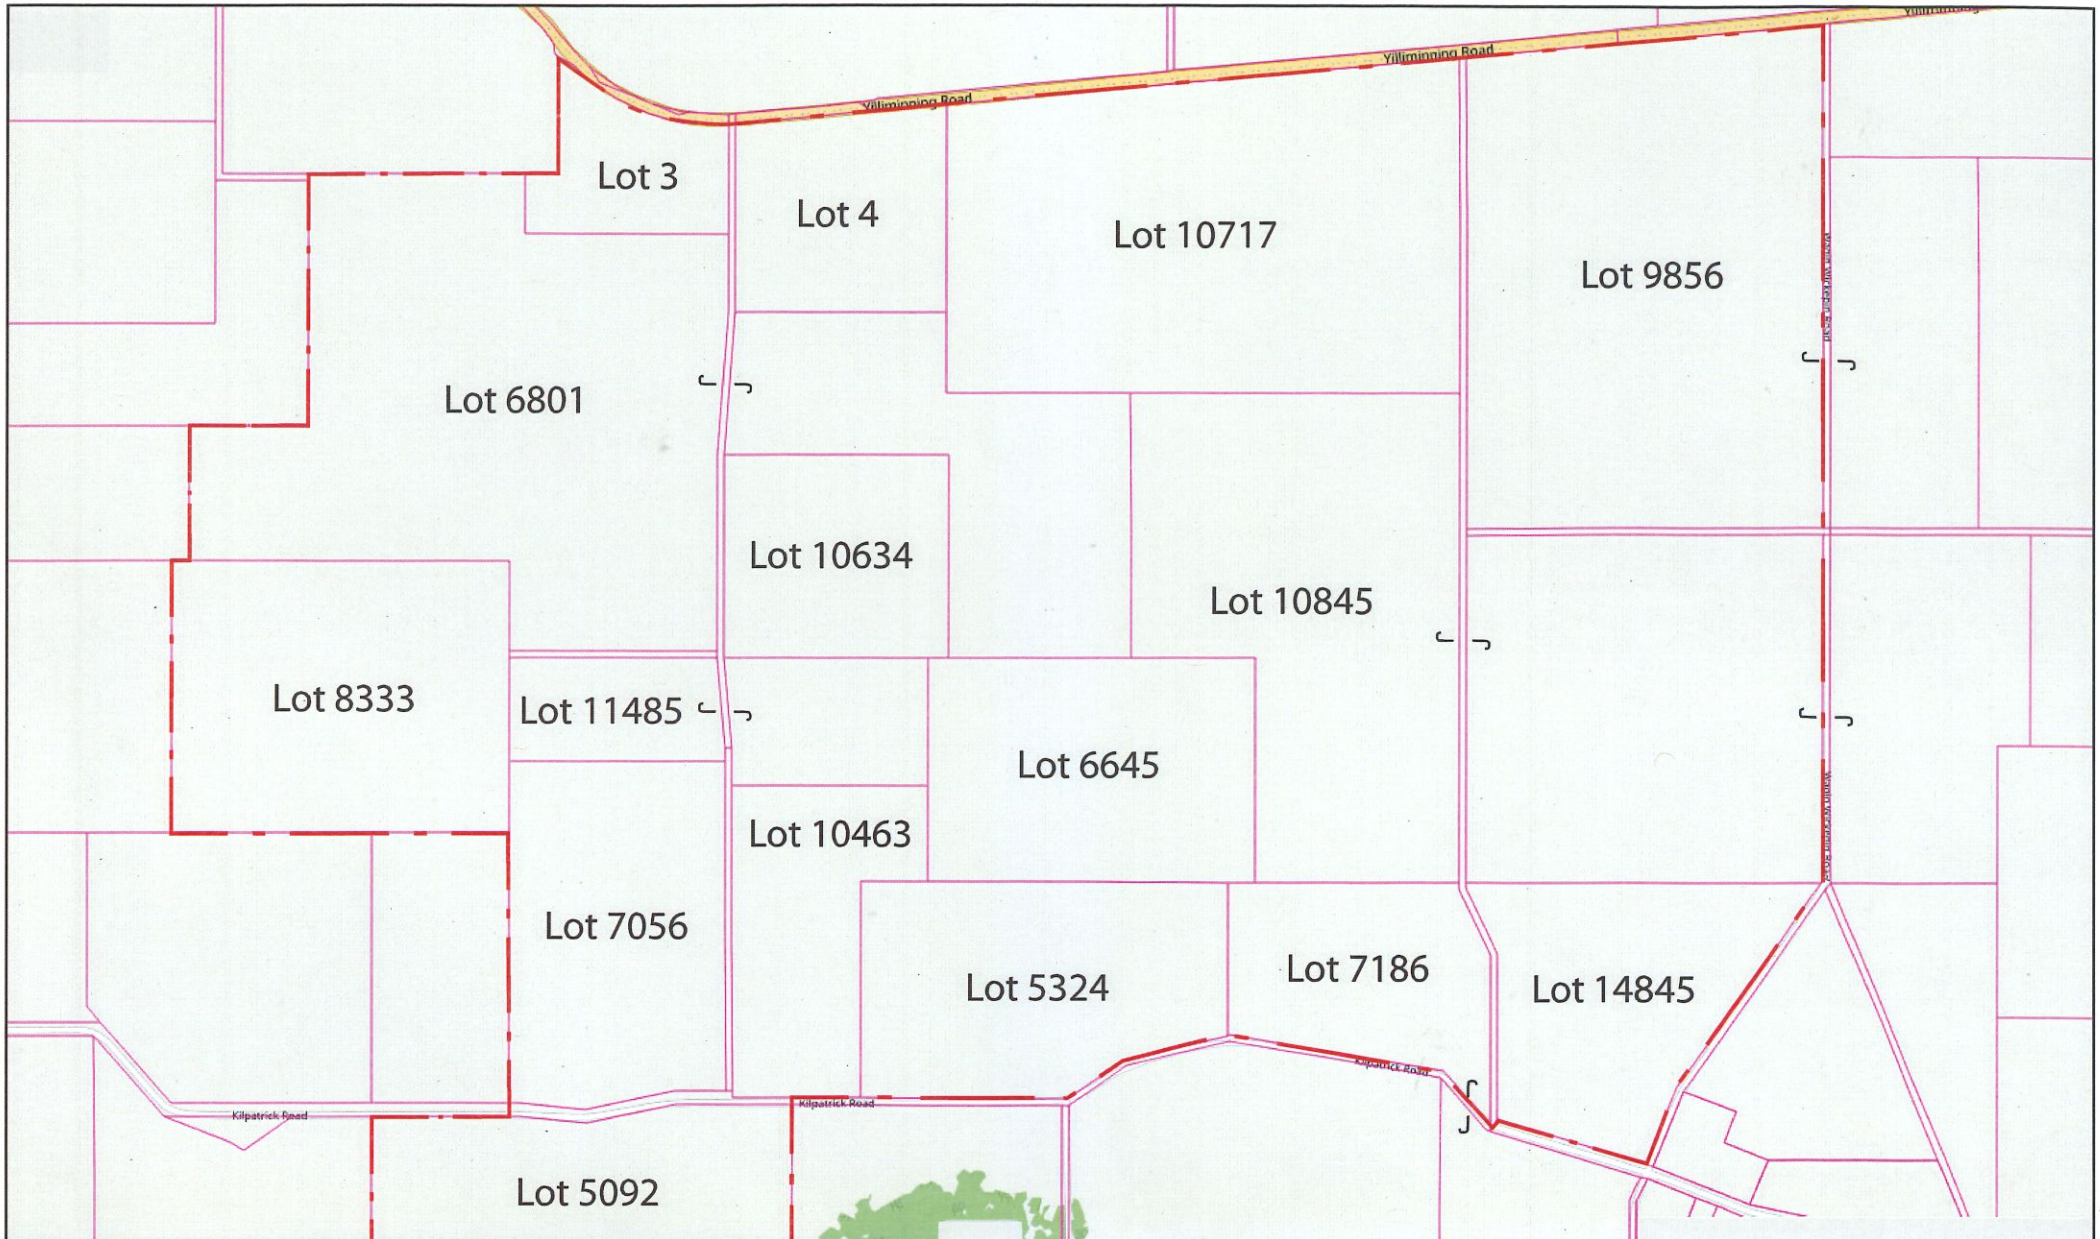 Yilliminning Road
Yilliminning Road
Lot 3
Lot 4
Lot 10717
Lot 9856
Lot 6801
Lot 10634
Lot 10845
Lot 8333
Lot 11485
Lot 6645
Lot 10463
Lot 7056
Lot 5324
Lot 7186
Lot 14845
Kilpatrick Road
Kilpatrick Road
Kilpatrick Road
Lot 5092